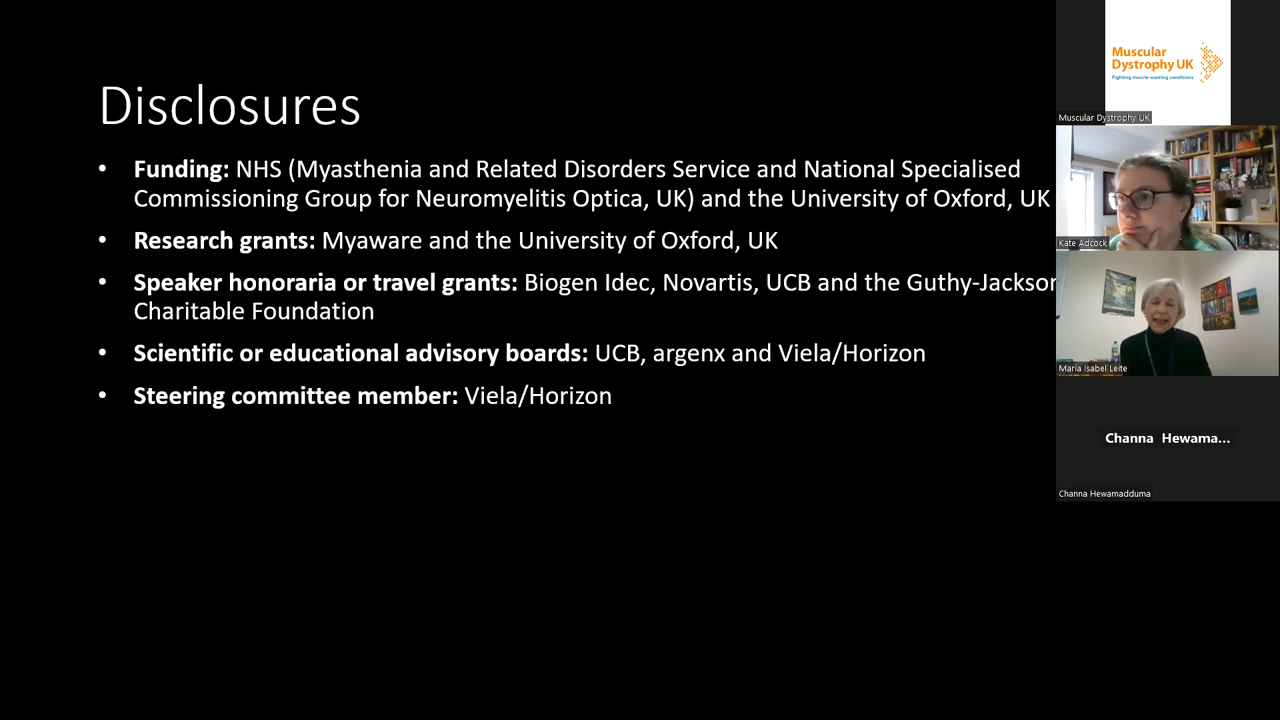 Disclosures
• Funding: NHS (Myasthenia and Related Disorders Service and National Specialised
Commissioning Group for Neuromyelitis Optica, UK) and the University of Oxford, UK
• Research grants: Myaware and the University of Oxford, UK
• Speaker honoraria or travel grants: Biogen Idec, Novartis, UCB and the Guthy-Jackson
Charitable Foundation
• Scientific or educational advisory boards: UCB, argenx and Viela/Horizon
• Steering committee member: Viela/Horizon
Muscular
Dystrophy UK
Fighting muscle-wasting conditions
Muscular Dystrophy UK
Kate Adcock
Maria Isabel Leite
Channa Hewama...
Channa Hewamadduma